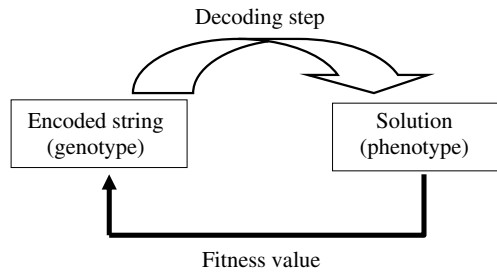 Decoding step
Encoded string
(genotype)
Solution
(phenotype)
Fitness value